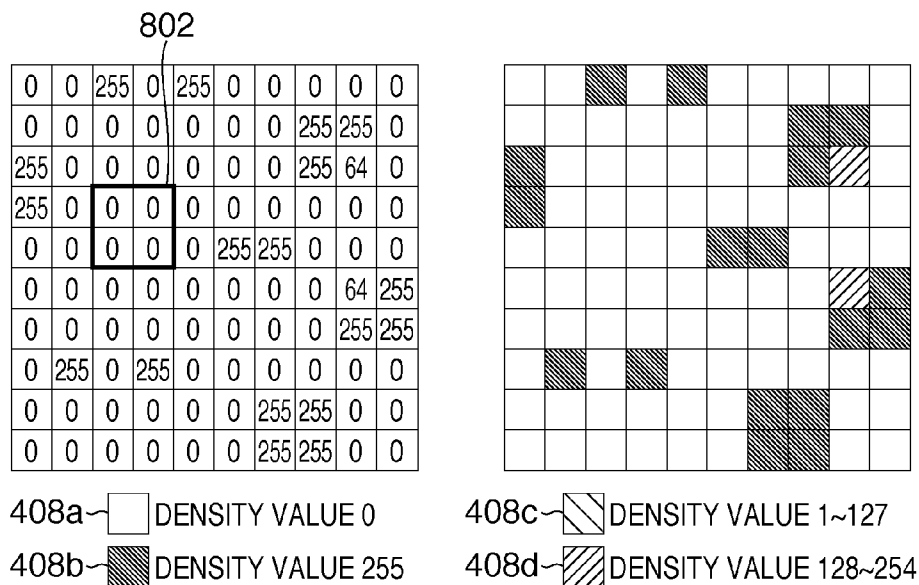 802
0 0 255 0 255 0 0 0 0 0
0 0 0 0 0 0 0 255 255 0
255 0 0 0 0 0 0 255 64 0
255 0 0 0 0 0 0 0 0 0
0 0 0 0 0 255 255 0 0 0
0 0 0 0 0 0 0 0 64 255
0 0 0 0 0 0 0 0 255 255
0 255 0 255 0 0 0 0 0 0
0 0 0 0 0 0 255 255 0 0
0 0 0 0 0 0 255 255 0 0
408a DENSITY VALUE 0
408b DENSITY VALUE 255
408c DENSITY VALUE 1~127
408d DENSITY VALUE 128~254